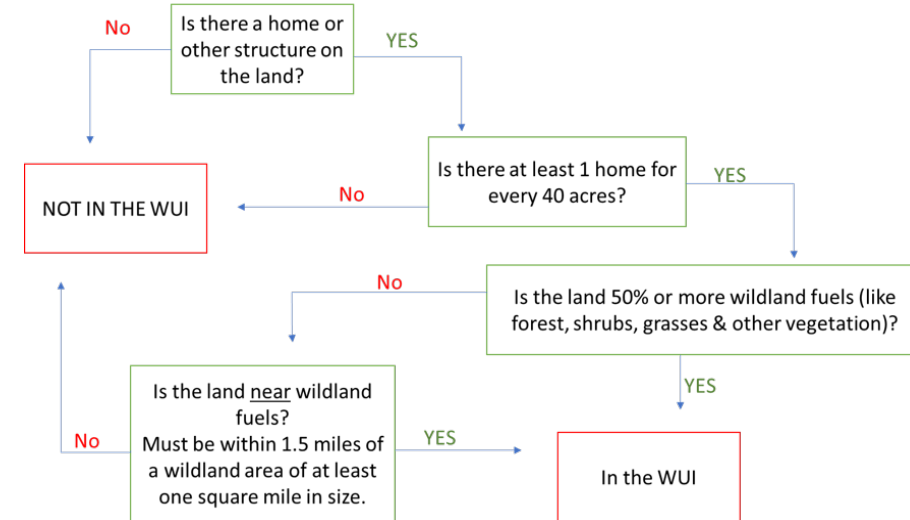 Is there a home or
other structure on
the land?
No
YES
Is there at least 1 home for
every 40 acres?
YES
No
NOT IN THE WUI
Is the land 50% or more wildland fuels (like
forest, shrubs, grasses & other vegetation)?
No
YES
Is the land near wildland
fuels?
Must be within 1.5 miles of
a wildland area of at least
one square mile in size.
No
YES
In the WUI